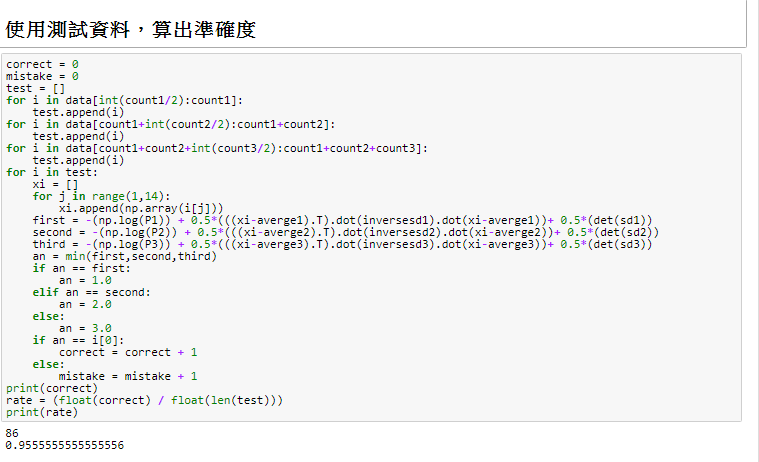 使用測試資料，算出準確度
correct = 0
mistake = 0
test = []
for i in data[int(count1/2):count1]:
    test.append(i)
for i in data[count1+int(count2/2):count1+count2]:
    test.append(i)
for i in data[count1+count2+int(count3/2):count1+count2+count3]:
    test.append(i)
for i in test:
    xi = []
    for j in range(1,14):
        xi.append(np.array(i[j]))
    first = -(np.log(P1)) + 0.5*(((xi-averge1).T).dot(inversesd1).dot(xi-averge1))+ 0.5*(det(sd1))
    second = -(np.log(P2)) + 0.5*(((xi-averge2).T).dot(inversesd2).dot(xi-averge2))+ 0.5*(det(sd2))
    third = -(np.log(P3)) + 0.5*(((xi-averge3).T).dot(inversesd3).dot(xi-averge3))+ 0.5*(det(sd3))
    an = min(first,second,third)
    if an == first:
        an = 1.0
    elif an == second:
        an = 2.0
    else:
        an = 3.0
    if an == i[0]:
        correct = correct + 1
    else:
        mistake = mistake + 1
print(correct)
rate = (float(correct) / float(len(test)))
print(rate)
86
0.9555555555555556